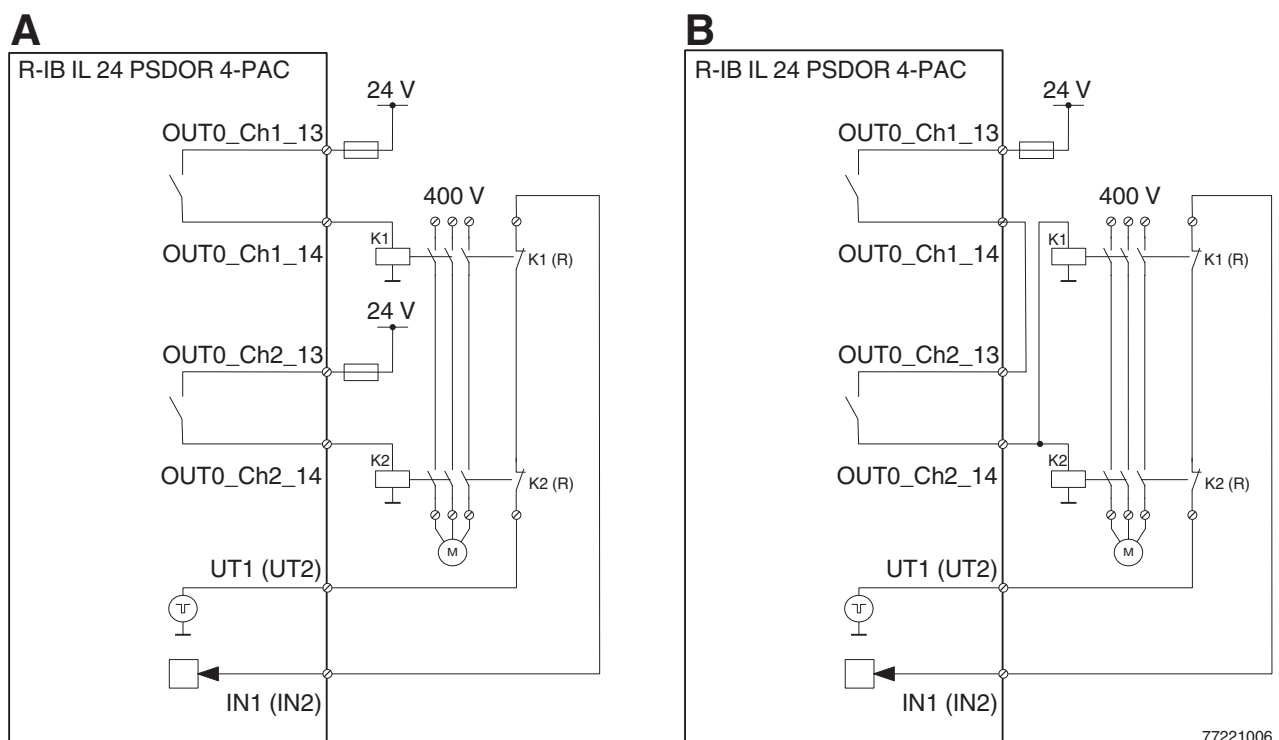 A
R-IB IL 24 PSDOR 4-PAC
24 V
OUT0_Ch1_13
400 V
K1
OUT0_Ch1_14
K1 (R)
24 V
OUT0_Ch2_13
K2
OUT0_Ch2_14
K2 (R)
M
UT1 (UT2)
IN1 (IN2)
B
R-IB IL 24 PSDOR 4-PAC
24 V
OUT0_Ch1_13
400 V
K1
OUT0_Ch1_14
K1 (R)
OUT0_Ch2_13
K2
OUT0_Ch2_14
K2 (R)
M
UT1 (UT2)
IN1 (IN2)
77221006